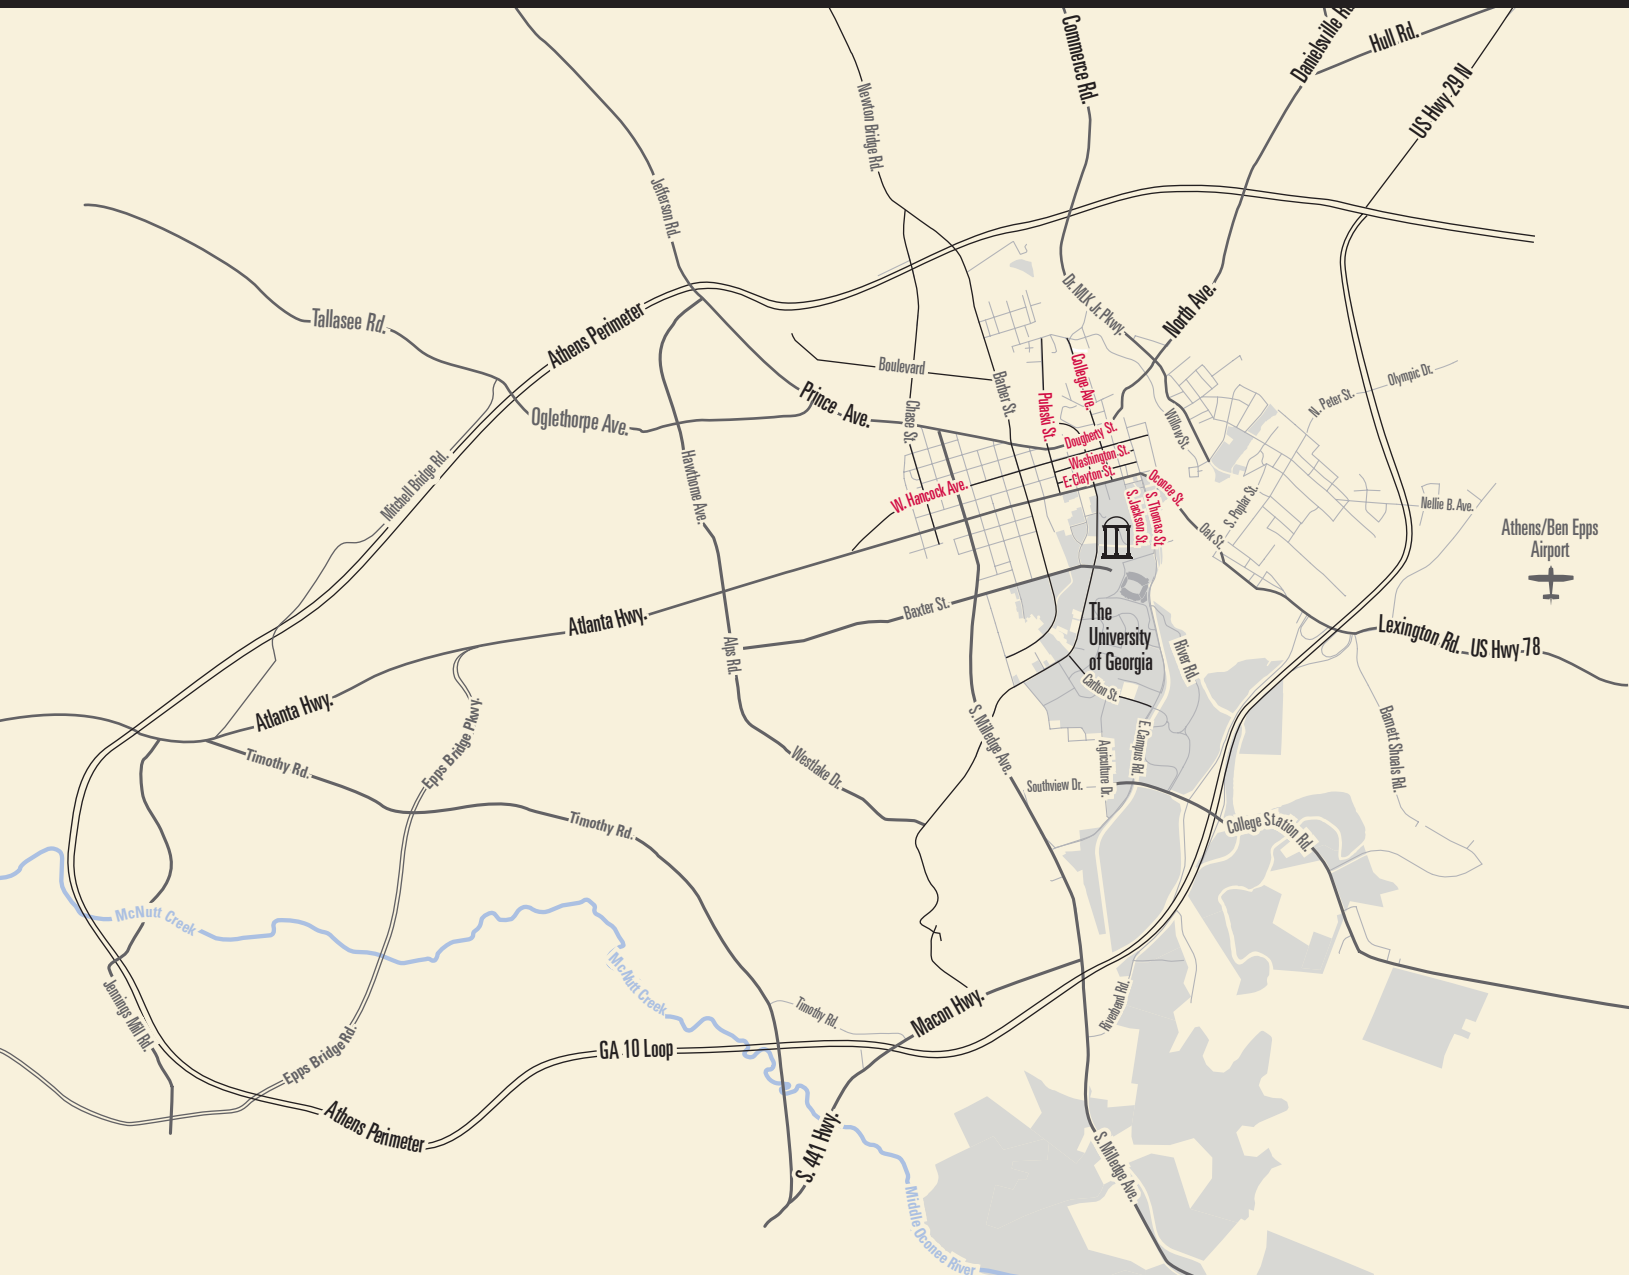 Commerce Rd.
Danielsville Rd.
Hull Rd.
US Hwy 29 N
Newton Bridge Rd.
Jefferson Rd.
Tallasee Rd.
Athens Perimeter
Dr. MLK Jr. Pkwy.
North Ave.
Boulevard
Barber St.
College Ave.
Prince Ave.
Chase St.
Pulaski St.
Oglethorpe Ave.
Dougherty St.
Willow St.
N. Peter St.
Olympic Dr.
Washington St.
E. Clayton St.
W. Hancock Ave.
Oconee St.
S. Jackson St.
S. Thomas St.
Mitchell Bridge Rd.
Hawthorne Ave.
S. Poplar St.
Oak St.
Nellie B. Ave.
Athens/Ben Epps
Airport
Atlanta Hwy.
Baxter St.
The
University
of Georgia
Lexington Rd.
US Hwy 78
Alps Rd.
River Rd.
Carlton St.
Atlanta Hwy.
Epps Bridge Pkwy.
S. Milledge Ave.
E. Campus Rd.
Agriculture Dr.
Barnett Shoals Rd.
Timothy Rd.
Westlake Dr.
Southview Dr.
Timothy Rd.
College Station Rd.
McNutt Creek
McNutt Creek
Jennings Mill Rd.
Timothy Rd.
Macon Hwy.
Riverbend Rd.
Epps Bridge Rd.
GA 10 Loop
Athens Perimeter
S. 441 Hwy.
S. Milledge Ave.
Middle Oconee River